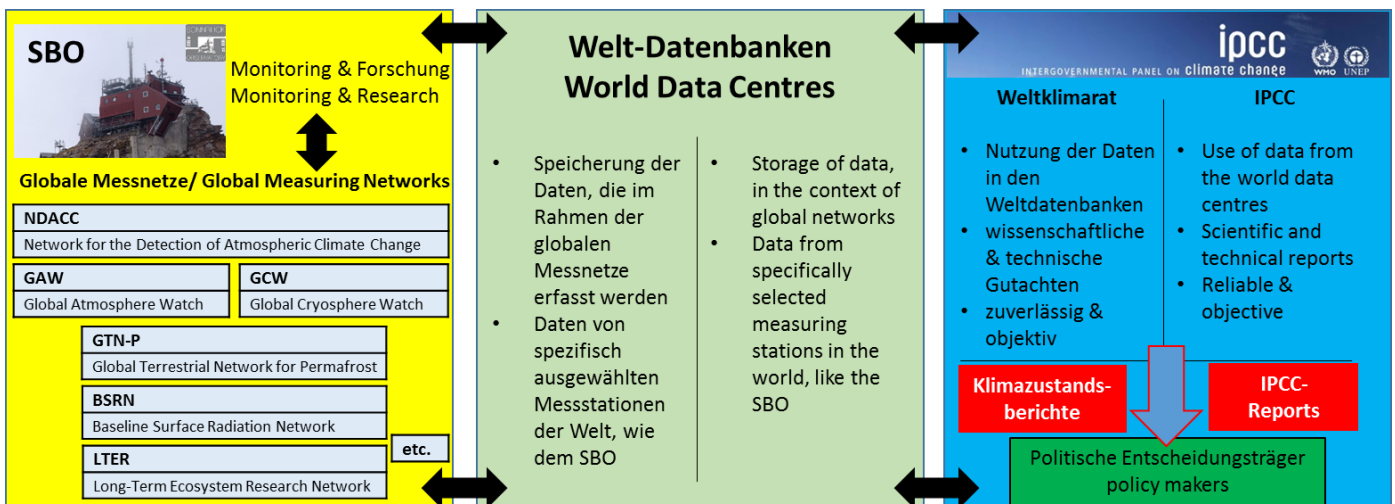 SBO
SONNBLICK
Monitoring & Forschung
Monitoring & Research
Globale Messnetze/ Global Measuring Networks
NDACC
Network for the Detection of Atmospheric Climate Change
GAW
Global Atmosphere Watch
GCW
Global Cryosphere Watch
GTN-P
Global Terrestrial Network for Permafrost
BSRN
Baseline Surface Radiation Network
LTER
Long-Term Ecosystem Research Network
etc.
Welt-Datenbanken
World Data Centres
• Speicherung der
Daten, die im
Rahmen der
globalen
Messnetze
erfasst werden
• Daten von
spezifisch
ausgewählten
Messstationen
der Welt, wie
dem SBO
• Storage of data,
in the context of
global networks
• Data from
specifically
selected
measuring
stations in the
world, like the
SBO
ipcc
INTERGOVERNMENTAL PANEL ON climate change
WMO UNEP
Weltklimarat
• Nutzung der Daten
in den
Weltdatenbanken
• wissenschaftliche
& technische
Gutachten
• zuverlässig &
objektiv
IPCC
• Use of data from
the world data
centres
• Scientific and
technical reports
• Reliable &
objective
Klimazustands-
berichte
IPCC-
Reports
Politische Entscheidungsträger
policy makers